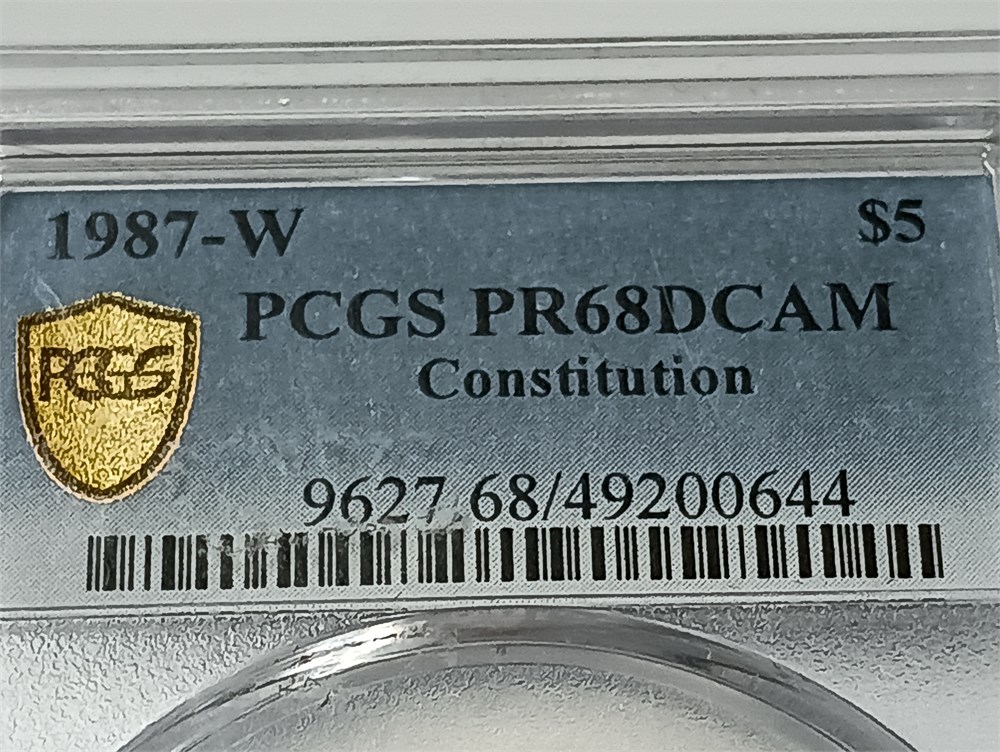 1987-W $5
PCGS PR68DCAM
Constitution
PCGS
9627.68/49200644